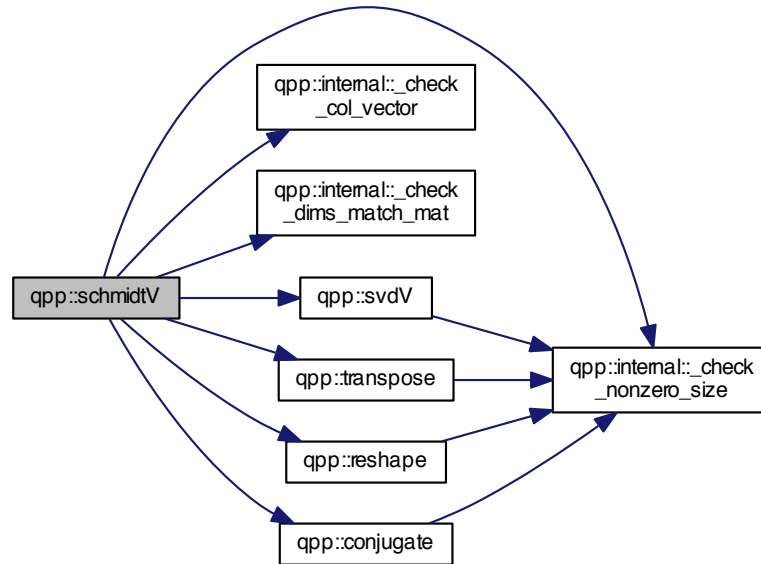 qpp::internal::_check
_col_vector
qpp::internal::_check
_dims_match_mat
qpp::schmidtV
qpp::svdV
qpp::transpose
qpp::internal::_check
_nonzero_size
qpp::reshape
qpp::conjugate